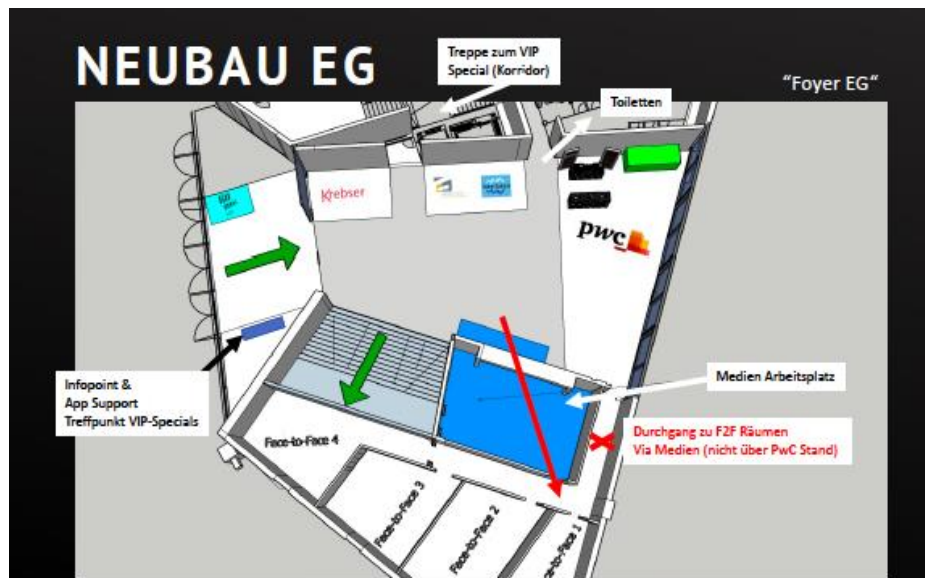 NEUBAU EG
Treppe zum VIP
Special (Korridor)
"Foyer EG"
Toiletten
Krebser
pwc
Infopoint &
App Support
Treffpunkt VIP-Specials
Medien Arbeitsplatz
Durchgang zu F2F Räumen
Via Medien (nicht über PwC Stand)
Face-to-Face 4
Face-to-Face 3
Face-to-Face 2
Face-to-Face 1